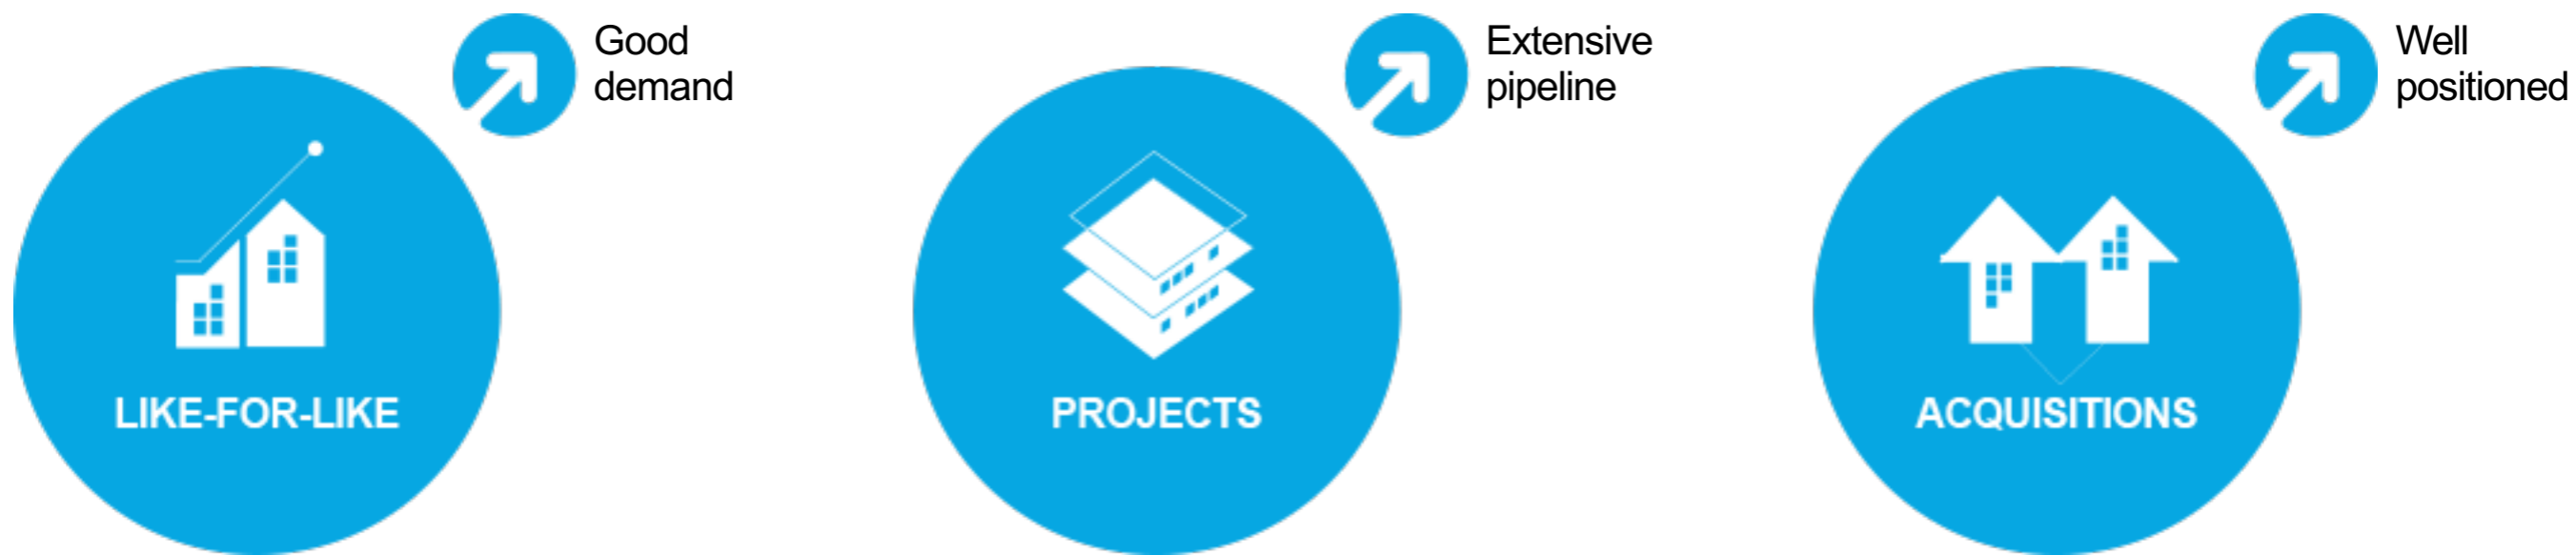 Good
demand
LIKE-FOR-LIKE
Extensive
pipeline
PROJECTS
Well
positioned
ACQUISITIONS